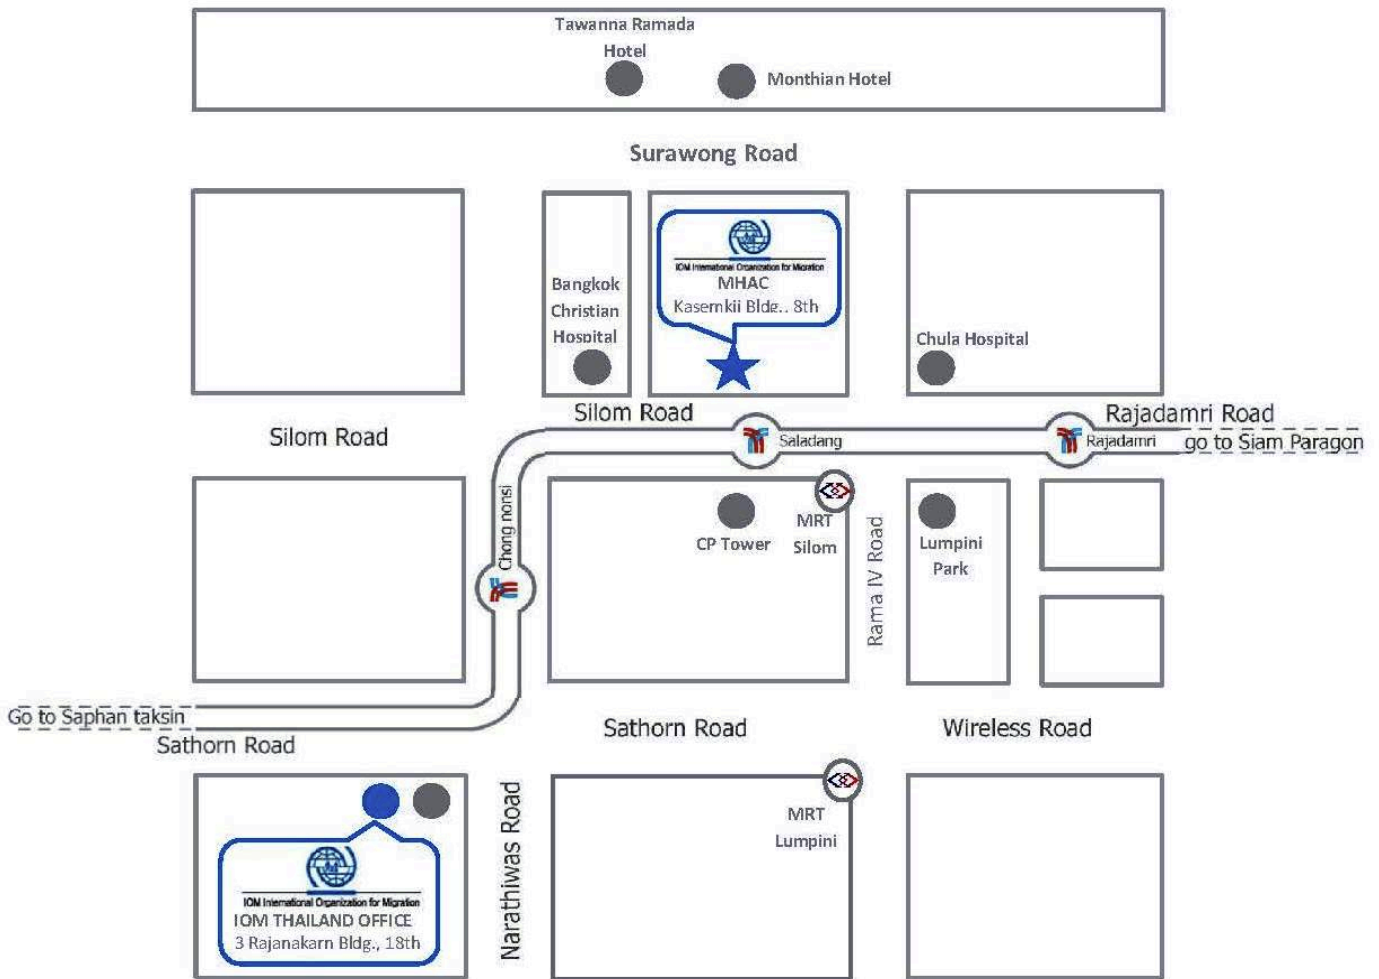 Tawanna Ramada
Hotel
Monthian Hotel
Surawong Road
IOM International Organization for Migration
MHAC
Kasemkii Bldg., 8th
Bangkok
Christian
Hospital
Chula Hospital
Silom Road
Rajadamri Road
Silom Road
Saladang
Rajadamri
go to Siam Paragon
Chong nonsi
MRT
Silom
CP Tower
Rama IV Road
Lumpini
Park
Go to Saphan taksin
Sathorn Road
Sathorn Road
Wireless Road
Narathiwas Road
MRT
Lumpini
IOM International Organization for Migration
IOM THAILAND OFFICE
3 Rajanakarn Bldg., 18th